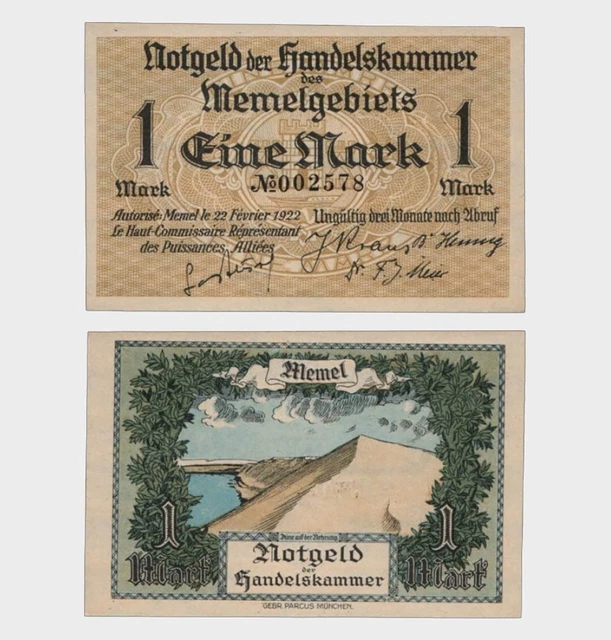 Notgeld der Handelskammer
des
Memelgebiets
1 Eine Mark 1
Mark №002578 Mark
Autorisé: Memel le 22 Février 1922 Ungültig drei Monate nach Abruf
Le Haut-Commissaire Représentant
des Puissances Alliées
Memel
1 1
Mark Mark
Düne auf der Nehrung
Notgeld
der
Handelskammer
GEBR. PARCUS MÜNCHEN.